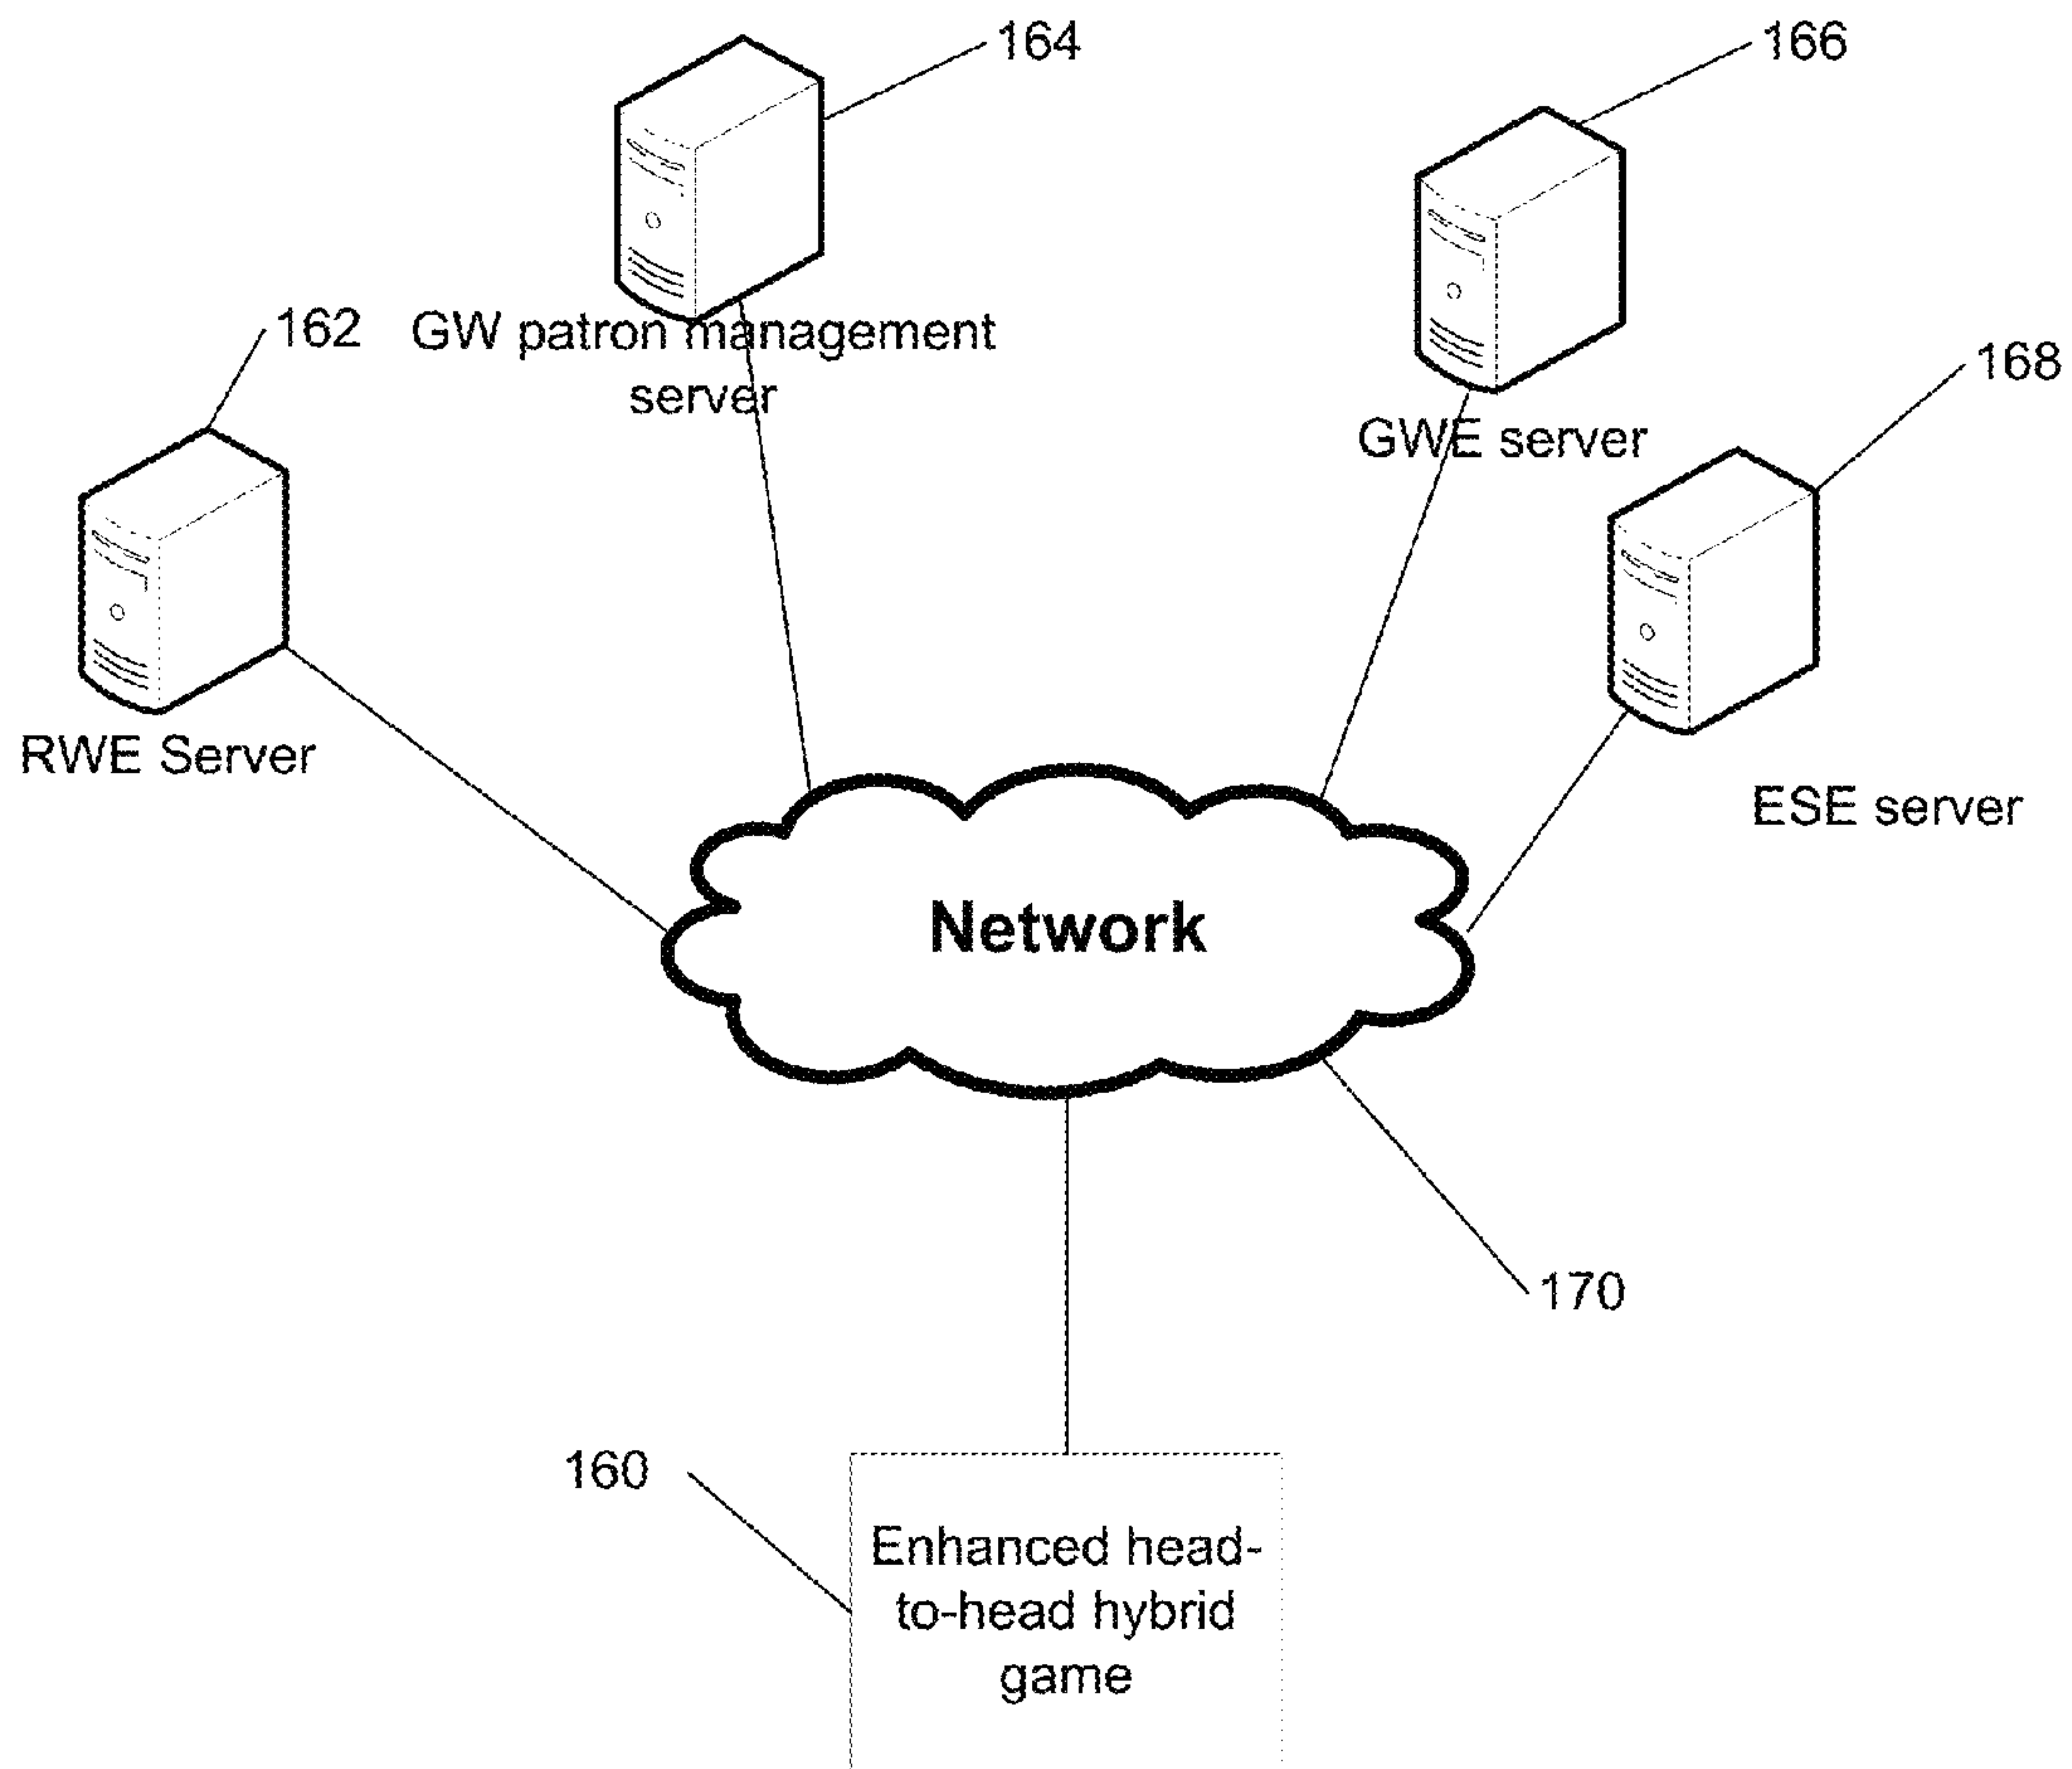 164
166
162
GW patron management
server
168
GWE server
RWE Server
ESE server
Network
170
160
Enhanced head-
to-head hybrid
game